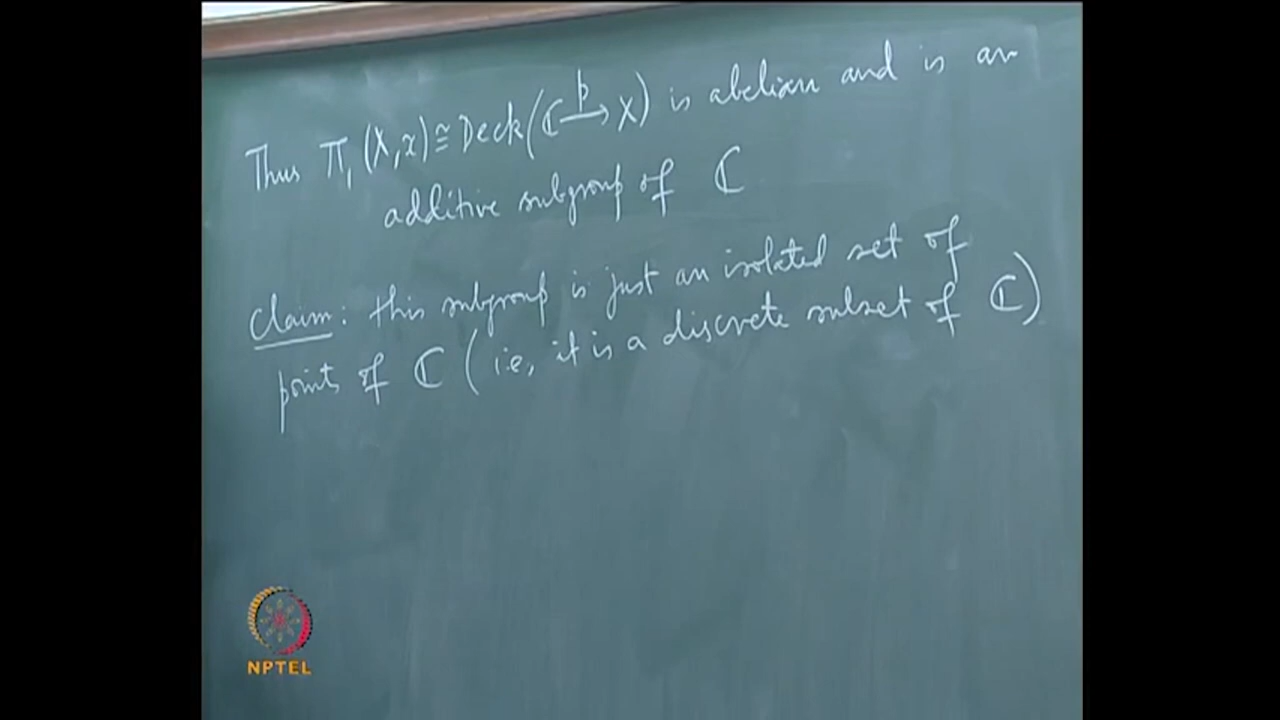 Thus π₁(X,x) ≅ Deck(ℂ →ᵖ X) is abelian and is an
additive subgroup of ℂ
Claim: this subgroup is just an isolated set of
points of ℂ (i.e, it is a discrete subset of ℂ)
NPTEL